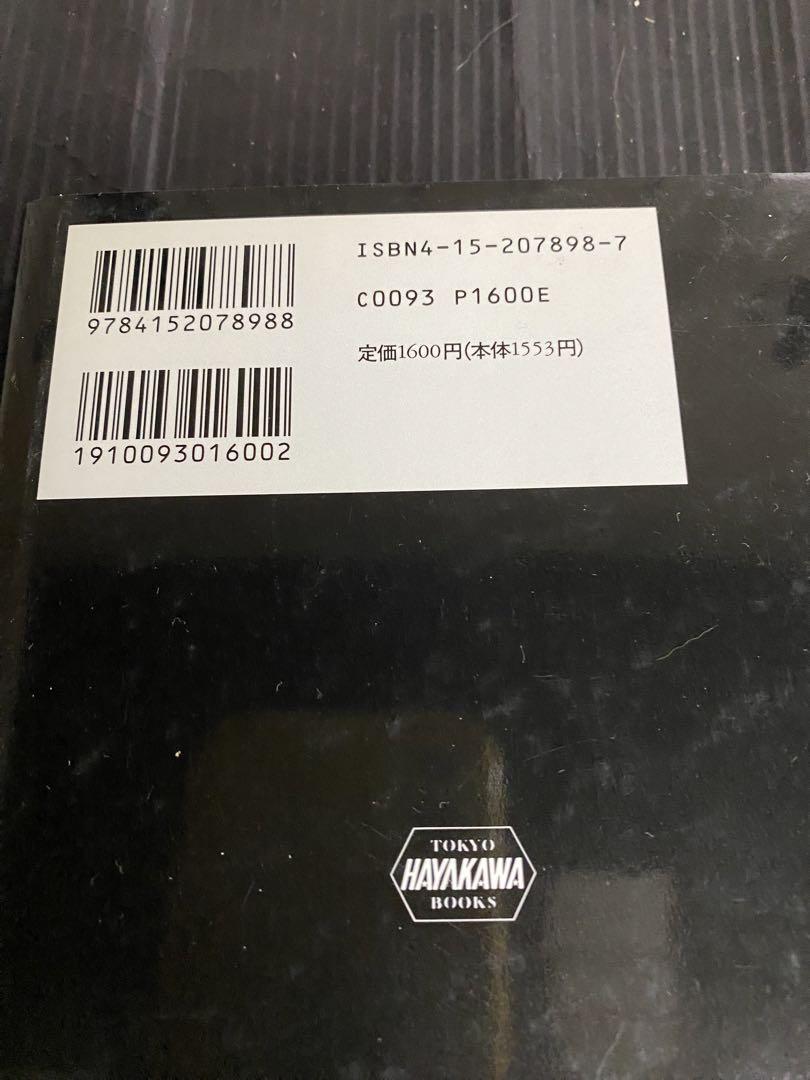 ISBN4-15-207898-7
9784152078988
C0093 P1600E
定価1600円(本体1553円)
1910093016002
TOKYO
HAYAKAWA
BOOKS